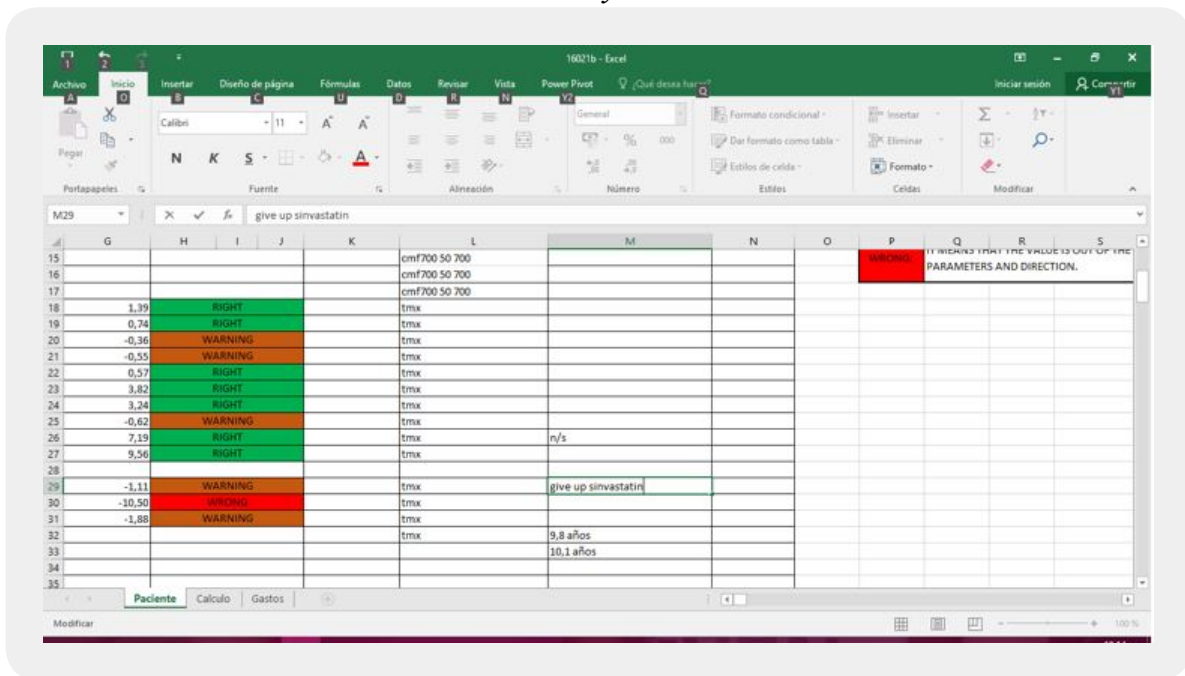 16021b - Excel
Archivo Inicio Insertar Diseño de página Fórmulas Datos Revisar Vista Power Pivot ¿Qué desea hacer? Iniciar sesión Compartir
1 2 3
A O B C U D R N Y2 Q Y1
Calibri 11 General
Pegar
N K S A % 000
Formato condicional
Dar formato como tabla
Estilos de celda
Insertar
Eliminar
Formato
Portapapeles Fuente Alineación Número Estilos Celdas Modificar
M29 fx give up sinvastatin
G H I J K L M N O P Q R S
15 cmf700 50 700 WRONG: IT MEANS THAT THE VALUE IS OUT OF THE
16 cmf700 50 700 PARAMETERS AND DIRECTION.
17 cmf700 50 700
18 1,39 RIGHT tmx
19 0,74 RIGHT tmx
20 -0,36 WARNING tmx
21 -0,55 WARNING tmx
22 0,57 RIGHT tmx
23 3,82 RIGHT tmx
24 3,24 RIGHT tmx
25 -0,62 WARNING tmx
26 7,19 RIGHT tmx n/s
27 9,56 RIGHT tmx
28
29 -1,11 WARNING tmx give up sinvastatin
30 -10,50 WRONG tmx
31 -1,88 WARNING tmx
32 tmx 9,8 años
33 10,1 años
34
35
Paciente Calculo Gastos
Modificar 100 %